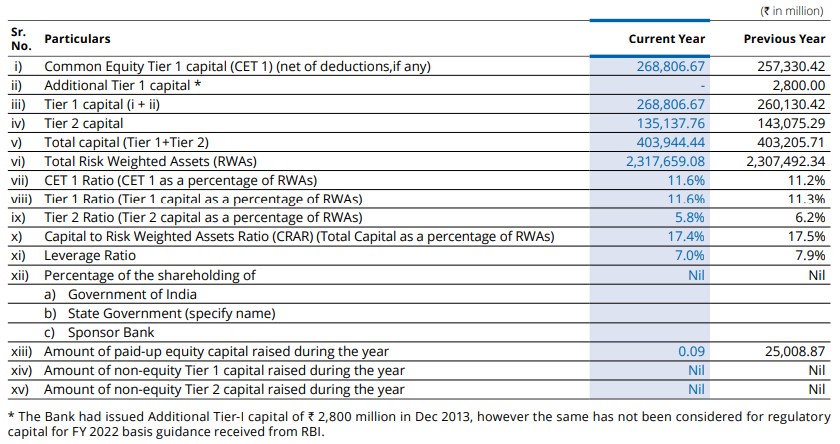 (₹ in million)
Sr. No. Particulars Current Year Previous Year
i) Common Equity Tier 1 capital (CET 1) (net of deductions,if any) 268,806.67 257,330.42
ii) Additional Tier 1 capital * - 2,800.00
iii) Tier 1 capital (i + ii) 268,806.67 260,130.42
iv) Tier 2 capital 135,137.76 143,075.29
v) Total capital (Tier 1+Tier 2) 403,944.44 403,205.71
vi) Total Risk Weighted Assets (RWAs) 2,317,659.08 2,307,492.34
vii) CET 1 Ratio (CET 1 as a percentage of RWAs) 11.6% 11.2%
viii) Tier 1 Ratio (Tier 1 capital as a percentage of RWAs) 11.6% 11.3%
ix) Tier 2 Ratio (Tier 2 capital as a percentage of RWAs) 5.8% 6.2%
x) Capital to Risk Weighted Assets Ratio (CRAR) (Total Capital as a percentage of RWAs) 17.4% 17.5%
xi) Leverage Ratio 7.0% 7.9%
xii) Percentage of the shareholding of Nil Nil
a) Government of India
b) State Government (specify name)
c) Sponsor Bank
xiii) Amount of paid-up equity capital raised during the year 0.09 25,008.87
xiv) Amount of non-equity Tier 1 capital raised during the year Nil Nil
xv) Amount of non-equity Tier 2 capital raised during the year Nil Nil
* The Bank had issued Additional Tier-I capital of ₹ 2,800 million in Dec 2013, however the same has not been considered for regulatory
capital for FY 2022 basis guidance received from RBI.